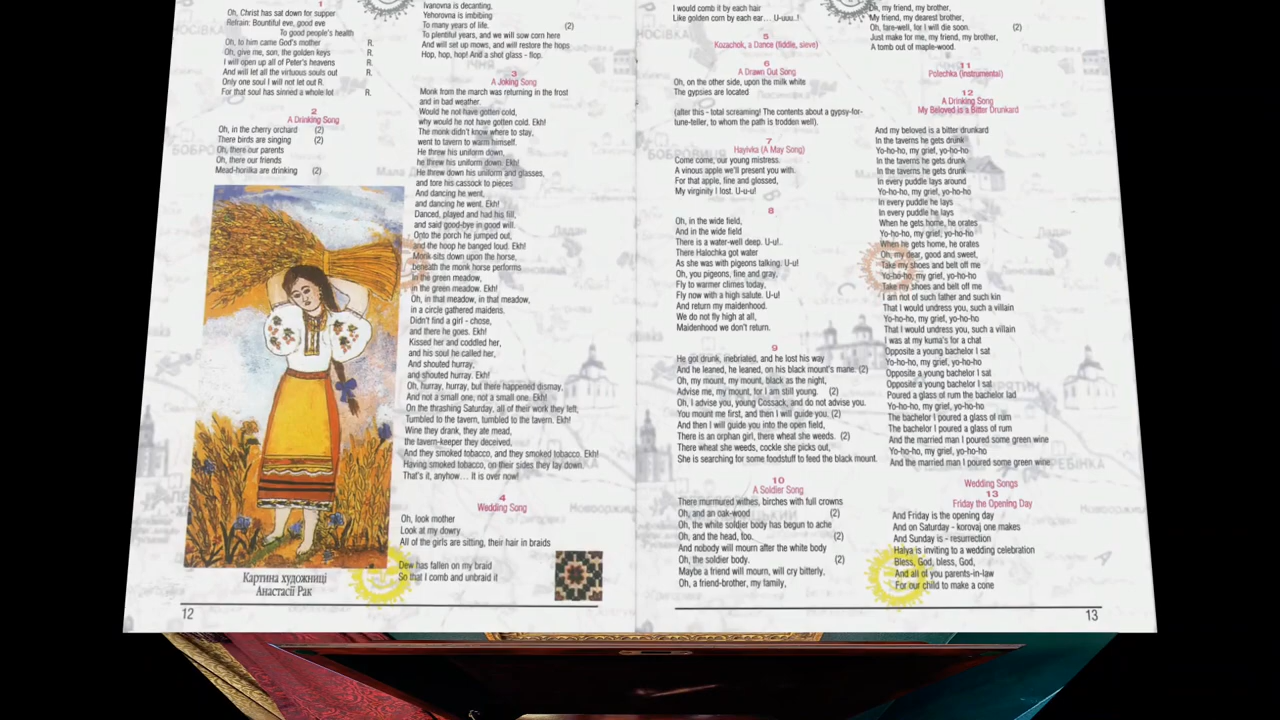 1
Oh, Christ has sat down for supper
Refrain: Bountiful eve, good eve
To good people's health
Oh, to him came God's mother R.
Oh, give me, son, the golden keys R.
I will open up all of Peter's heavens R.
And will let all the virtuous souls out R.
Only one soul I will not let out R.
For that soul has sinned a whole lot R.
2
A Drinking Song
Oh, in the cherry orchard (2)
There birds are singing (2)
Oh, there our parents
Oh, there our friends
Mead-horilka are drinking (2)
Картина художниці
Анастасії Рак
12
Ivanovna is decanting,
Yehorovna is imbibing
To many years of life. (2)
To plentiful years, and we will sow corn here
And will set up mows, and will restore the hops
Hop, hop, hop! And a shot glass - flop.
3
A Joking Song
Monk from the march was returning in the frost
and in bad weather.
Would he not have gotten cold,
why would he not have gotten cold. Ekh!
The monk didn't know where to stay,
went to tavern to warm himself.
He threw his uniform down,
he threw his uniform down. Ekh!
He threw down his uniform and glasses,
and tore his cassock to pieces
And dancing he went,
and dancing he went. Ekh!
Danced, played and had his fill,
and said good-bye in good will.
Onto the porch he jumped out,
and the hoop he banged loud. Ekh!
Monk sits down upon the horse,
beneath the monk horse performs
In the green meadow,
in the green meadow. Ekh!
Oh, in that meadow, in that meadow,
in a circle gathered maidens.
Didn't find a girl - chose,
and there he goes. Ekh!
Kissed her and coddled her,
and his soul he called her,
And shouted hurray,
and shouted hurray. Ekh!
Oh, hurray, hurray, but there happened dismay,
And not a small one, not a small one. Ekh!
On the thrashing Saturday, all of their work they left,
Tumbled to the tavern, tumbled to the tavern. Ekh!
Wine they drank, they ate mead,
the tavern-keeper they deceived,
And they smoked tobacco, and they smoked tobacco. Ekh!
Having smoked tobacco, on their sides they lay down.
That's it, anyhow... It is over now!
4
Wedding Song
Oh, look mother
Look at my dowry
All of the girls are sitting, their hair in braids
Dew has fallen on my braid
So that I comb and unbraid it
I would comb it by each hair
Like golden corn by each ear... U-uuu..!
5
Kozachok, a Dance (fiddle, sieve)
6
A Drawn Out Song
Oh, on the other side, upon the milk white
The gypsies are located
(after this - total screaming! The contents about a gypsy-for-
tune-teller, to whom the path is trodden well).
7
Hayivka (A May Song)
Come come, our young mistress.
A vinous apple we'll present you with.
For that apple, fine and glossed,
My virginity I lost. U-u-u!
8
Oh, in the wide field,
And in the wide field
There is a water-well deep. U-u!..
There Halochka got water
As she was with pigeons talking. U-u!
Oh, you pigeons, fine and gray,
Fly to warmer climes today,
Fly now with a high salute. U-u!
And return my maidenhood.
We do not fly high at all,
Maidenhood we don't return.
9
He got drunk, inebriated, and he lost his way
And he leaned, he leaned, on his black mount's mane. (2)
Oh, my mount, my mount, black as the night,
Advise me, my mount, for I am still young. (2)
Oh, I advise you, young Cossack, and do not advise you.
You mount me first, and then I will guide you. (2)
And then I will guide you into the open field,
There is an orphan girl, there wheat she weeds. (2)
There wheat she weeds, cockle she picks out,
She is searching for some foodstuff to feed the black mount.
10
A Soldier Song
There murmured withes, birches with full crowns
Oh, and an oak-wood (2)
Oh, the white soldier body has begun to ache
Oh, and the head, too. (2)
And nobody will mourn after the white body
Oh, the soldier body. (2)
Maybe a friend will mourn, will cry bitterly,
Oh, a friend-brother, my family,
Oh, my friend, my brother,
My friend, my dearest brother,
Oh, fare-well, for I will die soon. (2)
Just make for me, my friend, my brother,
A tomb out of maple-wood.
11
Polechka (instrumental)
12
A Drinking Song
My Beloved is a Bitter Drunkard
And my beloved is a bitter drunkard
In the taverns he gets drunk
Yo-ho-ho, my grief, yo-ho-ho
In the taverns he gets drunk
In the taverns he gets drunk
In every puddle lays around
Yo-ho-ho, my grief, yo-ho-ho
In every puddle he lays
In every puddle he lays
When he gets home, he orates
Yo-ho-ho, my grief, yo-ho-ho
When he gets home, he orates
Oh, my dear, good and sweet,
Take my shoes and belt off me
Yo-ho-ho, my grief, yo-ho-ho
Take my shoes and belt off me
I am not of such father and such kin
That I would undress you, such a villain
Yo-ho-ho, my grief, yo-ho-ho
That I would undress you, such a villain
I was at my kuma's for a chat
Opposite a young bachelor I sat
Yo-ho-ho, my grief, yo-ho-ho
Opposite a young bachelor I sat
Opposite a young bachelor I sat
Poured a glass of rum the bachelor lad
Yo-ho-ho, my grief, yo-ho-ho
The bachelor I poured a glass of rum
The bachelor I poured a glass of rum
And the married man I poured some green wine
Yo-ho-ho, my grief, yo-ho-ho
And the married man I poured some green wine
Wedding Songs
13
Friday the Opening Day
And Friday is the opening day
And on Saturday - korovaj one makes
And Sunday is - resurrection
Halya is inviting to a wedding celebration
Bless, God, bless, God,
And all of you parents-in-law
For our child to make a cone
13